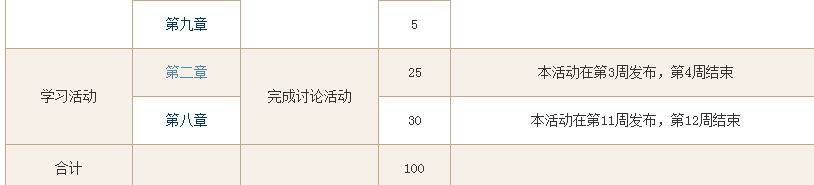 第九章 5
第二章 25 本活动在第3周发布，第4周结束
学习活动 完成讨论活动
第八章 30 本活动在第11周发布，第12周结束
合计 100